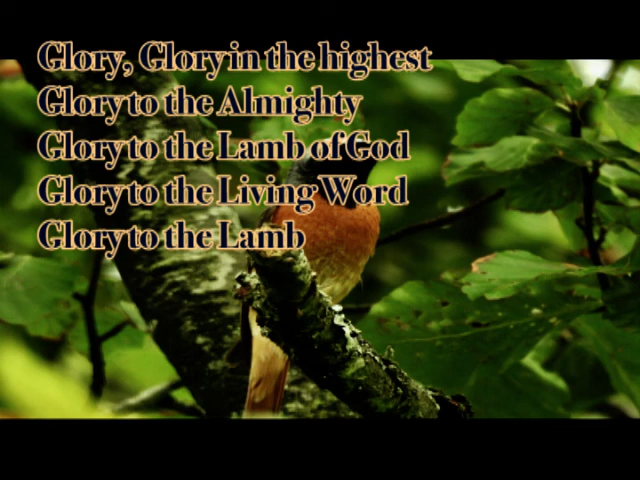 Glory, Glory in the highest
Glory to the Almighty
Glory to the Lamb of God
Glory to the Living Word
Glory to the Lamb